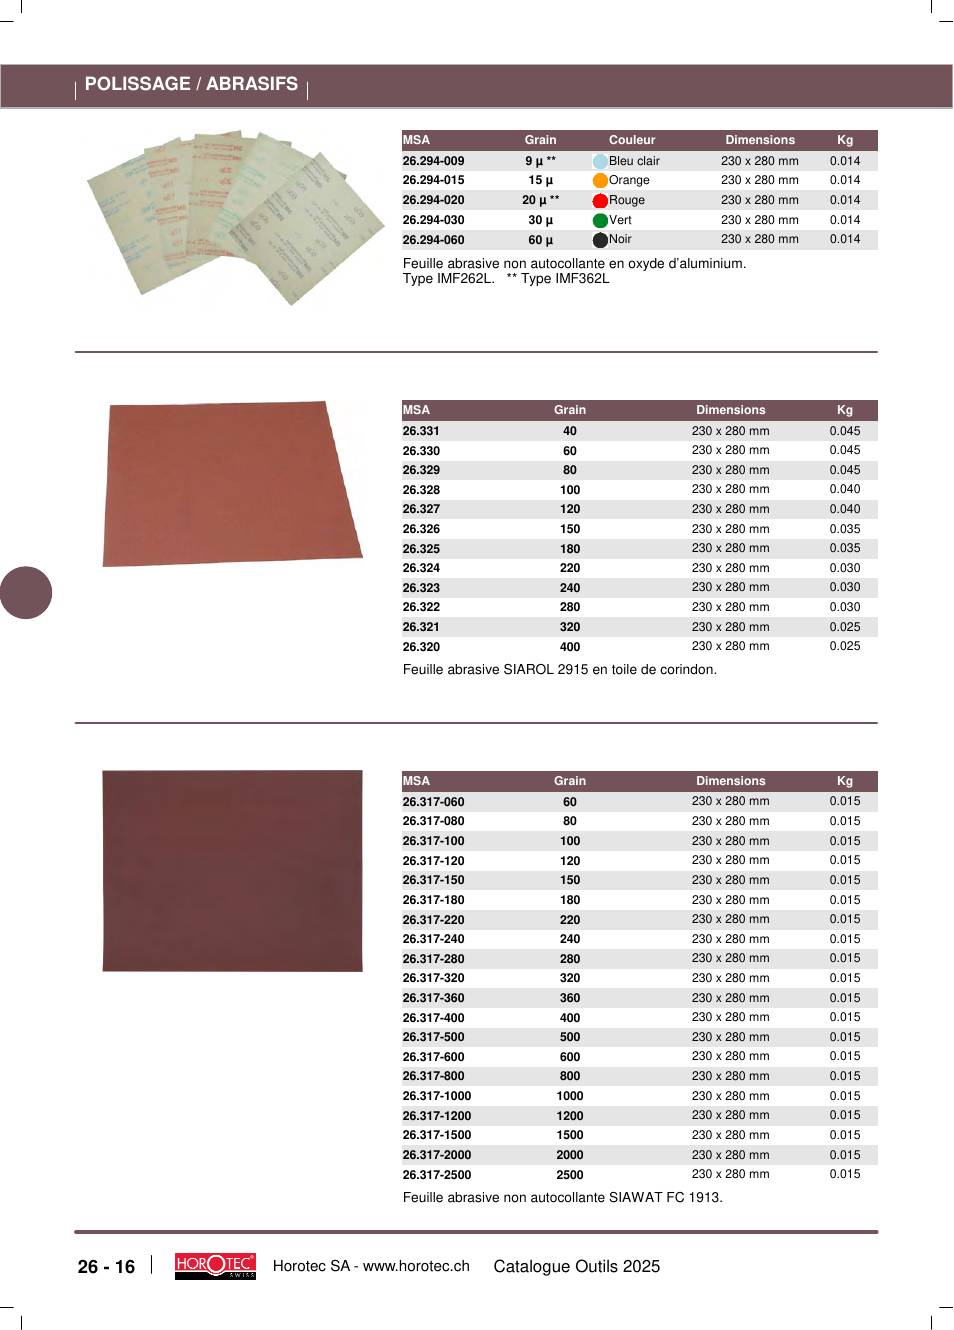 POLISSAGE / ABRASIFS
MSA Grain Couleur Dimensions Kg
26.294-009 9 µ ** Bleu clair 230 x 280 mm 0.014
26.294-015 15 µ Orange 230 x 280 mm 0.014
26.294-020 20 µ ** Rouge 230 x 280 mm 0.014
26.294-030 30 µ Vert 230 x 280 mm 0.014
26.294-060 60 µ Noir 230 x 280 mm 0.014
Feuille abrasive non autocollante en oxyde d'aluminium.
Type IMF262L. ** Type IMF362L
MSA Grain Dimensions Kg
26.331 40 230 x 280 mm 0.045
26.330 60 230 x 280 mm 0.045
26.329 80 230 x 280 mm 0.045
26.328 100 230 x 280 mm 0.040
26.327 120 230 x 280 mm 0.040
26.326 150 230 x 280 mm 0.035
26.325 180 230 x 280 mm 0.035
26.324 220 230 x 280 mm 0.030
26.323 240 230 x 280 mm 0.030
26.322 280 230 x 280 mm 0.030
26.321 320 230 x 280 mm 0.025
26.320 400 230 x 280 mm 0.025
Feuille abrasive SIAROL 2915 en toile de corindon.
MSA Grain Dimensions Kg
26.317-060 60 230 x 280 mm 0.015
26.317-080 80 230 x 280 mm 0.015
26.317-100 100 230 x 280 mm 0.015
26.317-120 120 230 x 280 mm 0.015
26.317-150 150 230 x 280 mm 0.015
26.317-180 180 230 x 280 mm 0.015
26.317-220 220 230 x 280 mm 0.015
26.317-240 240 230 x 280 mm 0.015
26.317-280 280 230 x 280 mm 0.015
26.317-320 320 230 x 280 mm 0.015
26.317-360 360 230 x 280 mm 0.015
26.317-400 400 230 x 280 mm 0.015
26.317-500 500 230 x 280 mm 0.015
26.317-600 600 230 x 280 mm 0.015
26.317-800 800 230 x 280 mm 0.015
26.317-1000 1000 230 x 280 mm 0.015
26.317-1200 1200 230 x 280 mm 0.015
26.317-1500 1500 230 x 280 mm 0.015
26.317-2000 2000 230 x 280 mm 0.015
26.317-2500 2500 230 x 280 mm 0.015
Feuille abrasive non autocollante SIAWAT FC 1913.
26 - 16 HOROTEC® SWISS Horotec SA - www.horotec.ch Catalogue Outils 2025